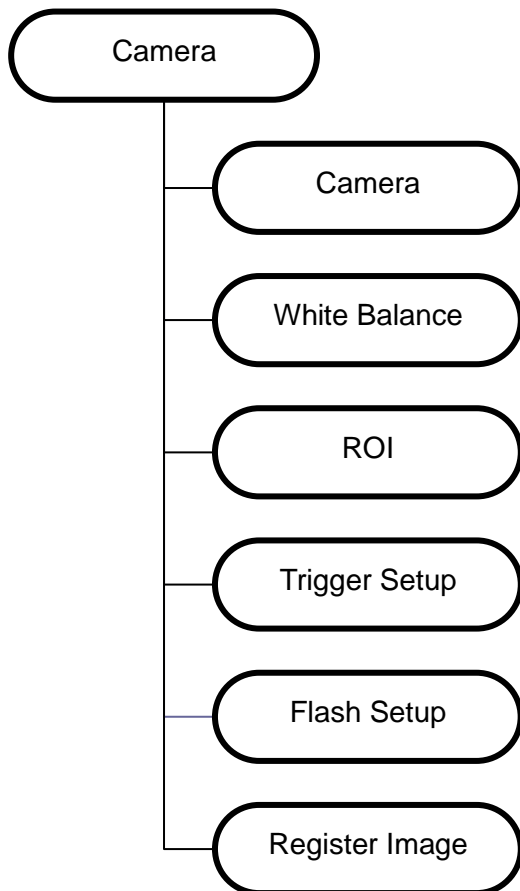 Camera
Camera
White Balance
ROI
Trigger Setup
Flash Setup
Register Image